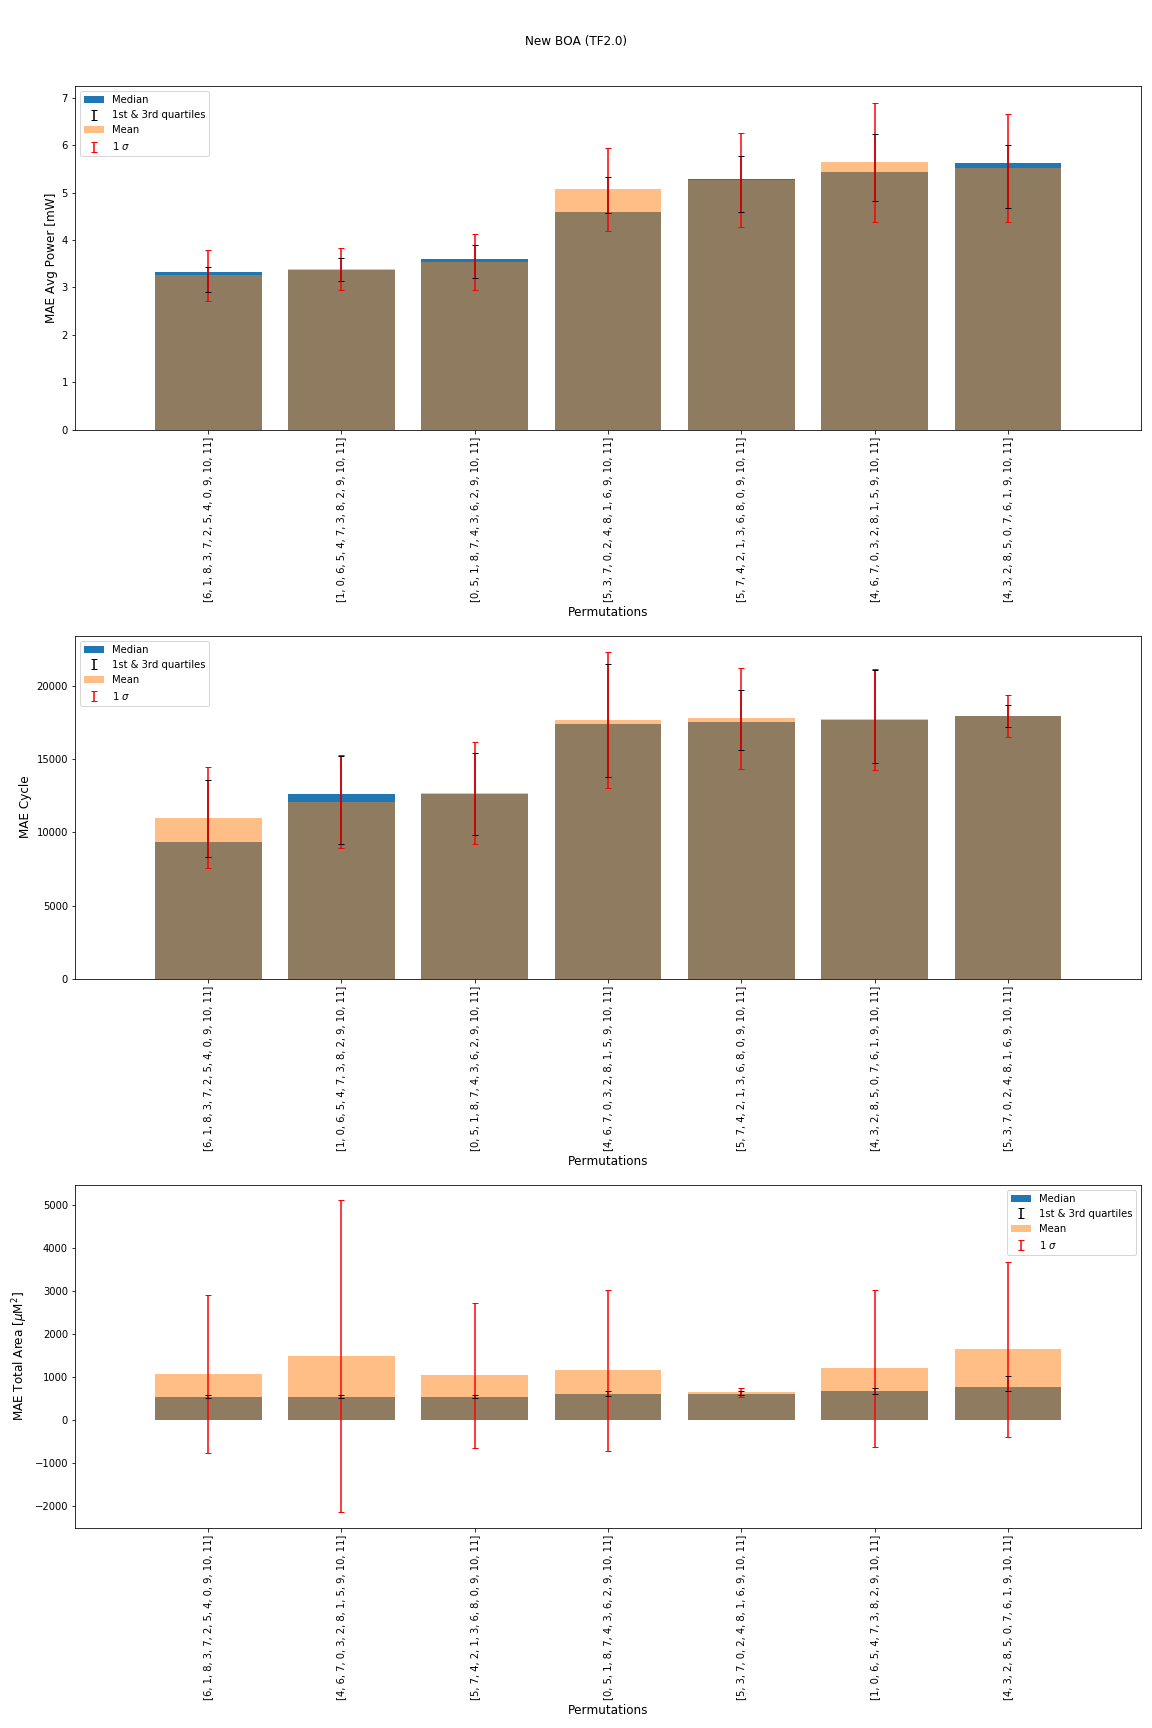 New BOA (TF2.0)
Median
1st & 3rd quartiles
Mean
1 σ
MAE Avg Power [mW]
7
6
5
4
3
2
1
0
[6, 1, 8, 3, 7, 2, 5, 4, 0, 9, 10, 11]
[1, 0, 6, 5, 4, 7, 3, 8, 2, 9, 10, 11]
[0, 5, 1, 8, 7, 4, 3, 6, 2, 9, 10, 11]
[5, 3, 7, 0, 2, 4, 8, 1, 6, 9, 10, 11]
[5, 7, 4, 2, 1, 3, 6, 8, 0, 9, 10, 11]
[4, 6, 7, 0, 3, 2, 8, 1, 5, 9, 10, 11]
[4, 3, 2, 8, 5, 0, 7, 6, 1, 9, 10, 11]
Permutations
Median
1st & 3rd quartiles
Mean
1 σ
MAE Cycle
20000
15000
10000
5000
0
[6, 1, 8, 3, 7, 2, 5, 4, 0, 9, 10, 11]
[1, 0, 6, 5, 4, 7, 3, 8, 2, 9, 10, 11]
[0, 5, 1, 8, 7, 4, 3, 6, 2, 9, 10, 11]
[4, 6, 7, 0, 3, 2, 8, 1, 5, 9, 10, 11]
[5, 7, 4, 2, 1, 3, 6, 8, 0, 9, 10, 11]
[4, 3, 2, 8, 5, 0, 7, 6, 1, 9, 10, 11]
[5, 3, 7, 0, 2, 4, 8, 1, 6, 9, 10, 11]
Permutations
Median
1st & 3rd quartiles
Mean
1 σ
MAE Total Area [μM²]
5000
4000
3000
2000
1000
0
−1000
−2000
[6, 1, 8, 3, 7, 2, 5, 4, 0, 9, 10, 11]
[4, 6, 7, 0, 3, 2, 8, 1, 5, 9, 10, 11]
[5, 7, 4, 2, 1, 3, 6, 8, 0, 9, 10, 11]
[0, 5, 1, 8, 7, 4, 3, 6, 2, 9, 10, 11]
[5, 3, 7, 0, 2, 4, 8, 1, 6, 9, 10, 11]
[1, 0, 6, 5, 4, 7, 3, 8, 2, 9, 10, 11]
[4, 3, 2, 8, 5, 0, 7, 6, 1, 9, 10, 11]
Permutations